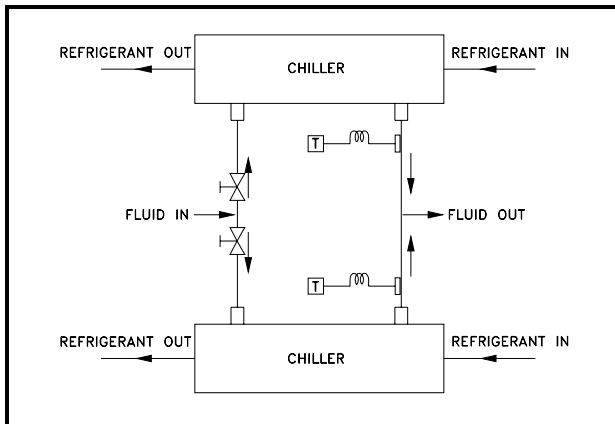 REFRIGERANT OUT
CHILLER
REFRIGERANT IN
T
FLUID IN
FLUID OUT
T
REFRIGERANT OUT
CHILLER
REFRIGERANT IN